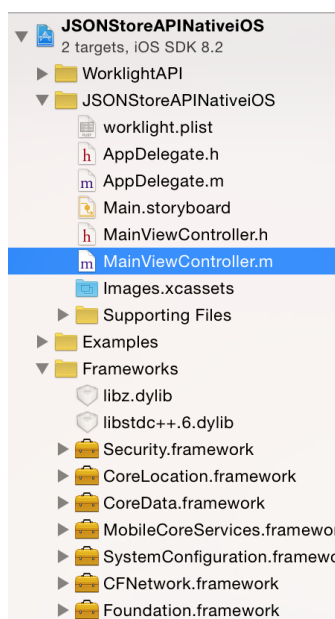 JSONStoreAPINativeiOS
2 targets, iOS SDK 8.2
WorklightAPI
JSONStoreAPINativeiOS
worklight.plist
h AppDelegate.h
m AppDelegate.m
Main.storyboard
h MainViewController.h
m MainViewController.m
Images.xcassets
Supporting Files
Examples
Frameworks
libz.dylib
libstdc++.6.dylib
Security.framework
CoreLocation.framework
CoreData.framework
MobileCoreServices.framewo
SystemConfiguration.framewo
CFNetwork.framework
Foundation.framework